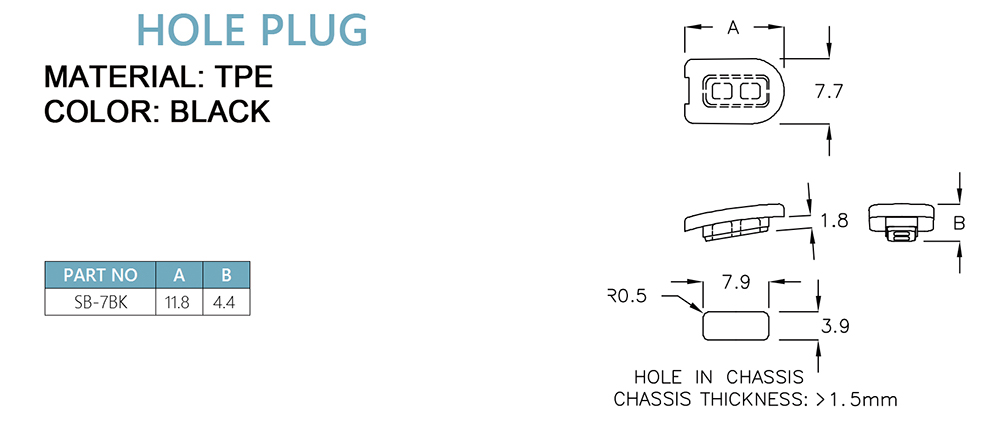 HOLE PLUG
MATERIAL: TPE
COLOR: BLACK
A
7.7
1.8
B
PART NO A B
SB-7BK 11.8 4.4
R0.5
7.9
3.9
HOLE IN CHASSIS
CHASSIS THICKNESS: >1.5mm